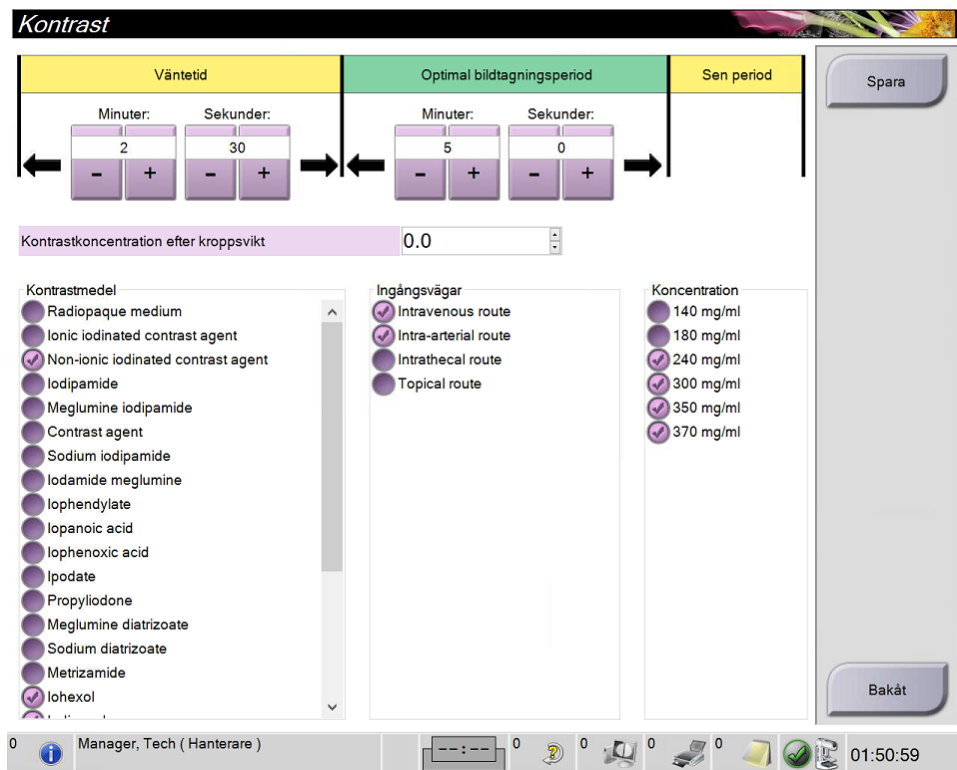 Kontrast
Väntetid Optimal bildtagningsperiod Sen period
Spara
Minuter: Sekunder: Minuter: Sekunder:
2 30 5 0
- + - + - + - +
Kontrastkoncentration efter kroppsvikt 0.0
Kontrastmedel
Radiopaque medium
Ionic iodinated contrast agent
Non-ionic iodinated contrast agent
Iodipamide
Meglumine iodipamide
Contrast agent
Sodium iodipamide
Iodamide meglumine
Iophendylate
Iopanoic acid
Iophenoxic acid
Ipodate
Propyliodone
Meglumine diatrizoate
Sodium diatrizoate
Metrizamide
Iohexol
Ingångsvägar
Intravenous route
Intra-arterial route
Intrathecal route
Topical route
Koncentration
140 mg/ml
180 mg/ml
240 mg/ml
300 mg/ml
350 mg/ml
370 mg/ml
Bakåt
0 Manager, Tech ( Hanterare ) --:-- 0 0 0 0 01:50:59